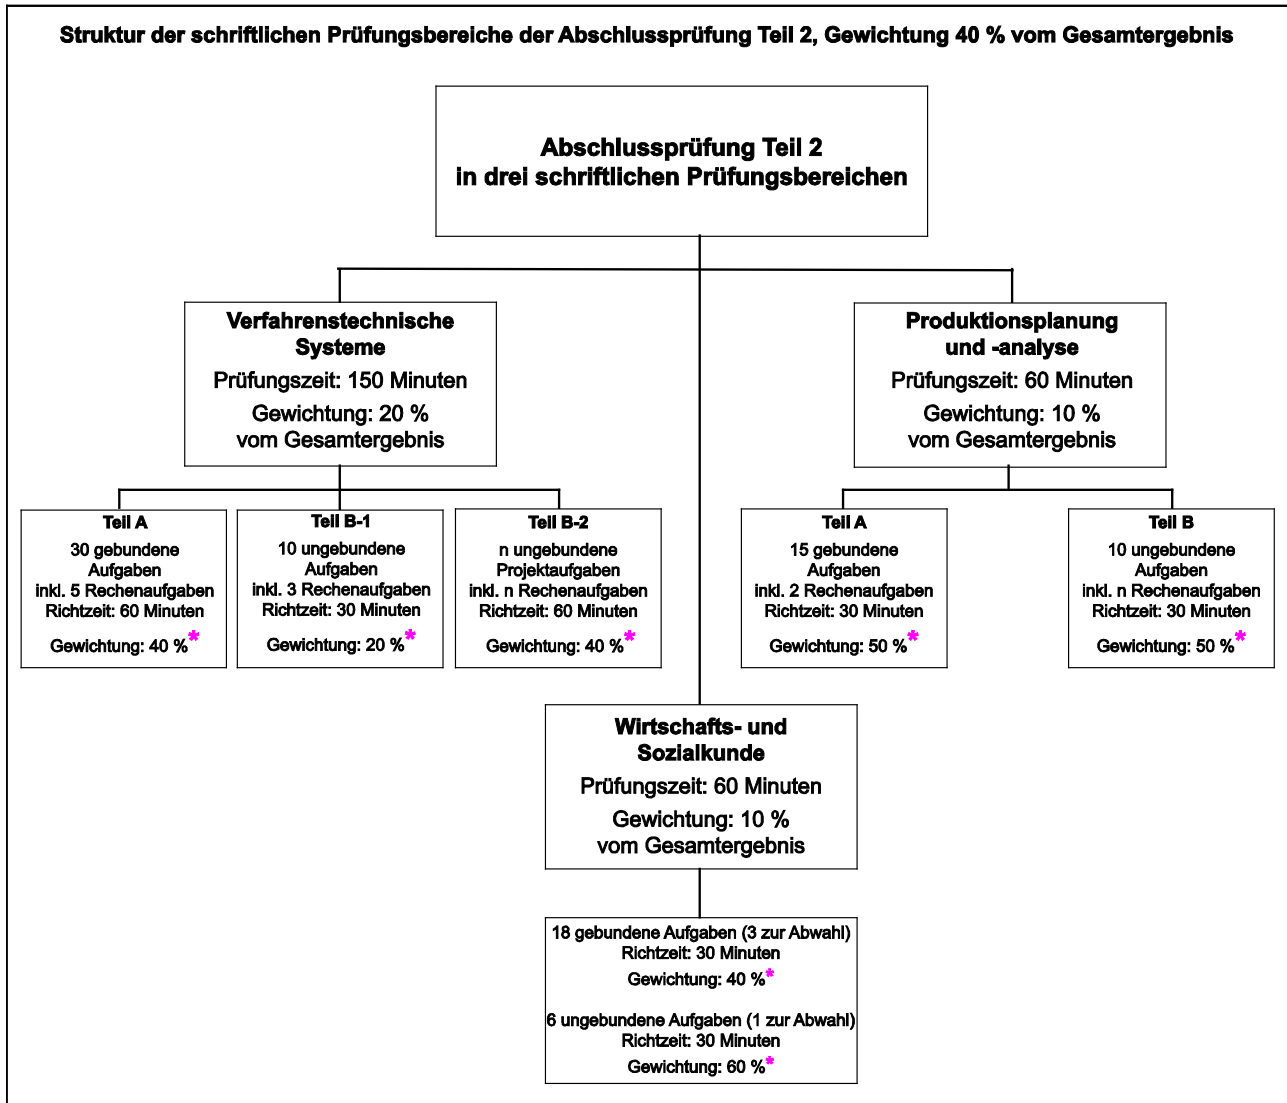 Struktur der schriftlichen Prüfungsbereiche der Abschlussprüfung Teil 2, Gewichtung 40 % vom Gesamtergebnis
Abschlussprüfung Teil 2
in drei schriftlichen Prüfungsbereichen
Verfahrenstechnische
Systeme
Prüfungszeit: 150 Minuten
Gewichtung: 20 %
vom Gesamtergebnis
Produktionsplanung
und -analyse
Prüfungszeit: 60 Minuten
Gewichtung: 10 %
vom Gesamtergebnis
Teil A
30 gebundene
Aufgaben
inkl. 5 Rechenaufgaben
Richtzeit: 60 Minuten
Gewichtung: 40 %*
Teil B-1
10 ungebundene
Aufgaben
inkl. 3 Rechenaufgaben
Richtzeit: 30 Minuten
Gewichtung: 20 %*
Teil B-2
n ungebundene
Projektaufgaben
inkl. n Rechenaufgaben
Richtzeit: 60 Minuten
Gewichtung: 40 %*
Teil A
15 gebundene
Aufgaben
inkl. 2 Rechenaufgaben
Richtzeit: 30 Minuten
Gewichtung: 50 %*
Teil B
10 ungebundene
Aufgaben
inkl. n Rechenaufgaben
Richtzeit: 30 Minuten
Gewichtung: 50 %*
Wirtschafts- und
Sozialkunde
Prüfungszeit: 60 Minuten
Gewichtung: 10 %
vom Gesamtergebnis
18 gebundene Aufgaben (3 zur Abwahl)
Richtzeit: 30 Minuten
Gewichtung: 40 %*
6 ungebundene Aufgaben (1 zur Abwahl)
Richtzeit: 30 Minuten
Gewichtung: 60 %*